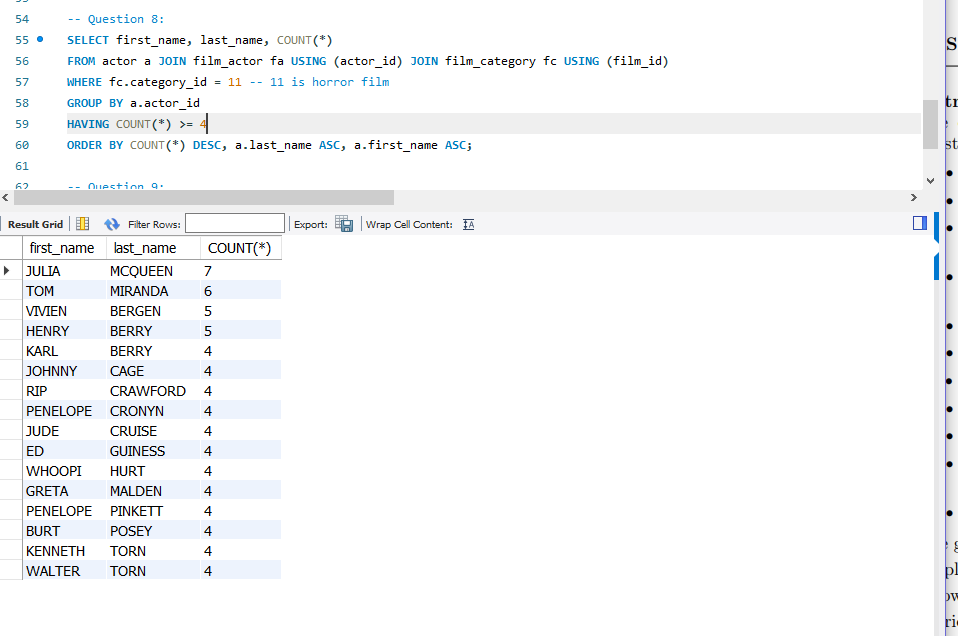 54 -- Question 8:
55 SELECT first_name, last_name, COUNT(*)
56 FROM actor a JOIN film_actor fa USING (actor_id) JOIN film_category fc USING (film_id)
57 WHERE fc.category_id = 11 -- 11 is horror film
58 GROUP BY a.actor_id
59 HAVING COUNT(*) >= 4
60 ORDER BY COUNT(*) DESC, a.last_name ASC, a.first_name ASC;
61
62 -- Question 9:
Result Grid Filter Rows: Export: Wrap Cell Content:
first_name last_name COUNT(*)
JULIA MCQUEEN 7
TOM MIRANDA 6
VIVIEN BERGEN 5
HENRY BERRY 5
KARL BERRY 4
JOHNNY CAGE 4
RIP CRAWFORD 4
PENELOPE CRONYN 4
JUDE CRUISE 4
ED GUINESS 4
WHOOPI HURT 4
GRETA MALDEN 4
PENELOPE PINKETT 4
BURT POSEY 4
KENNETH TORN 4
WALTER TORN 4